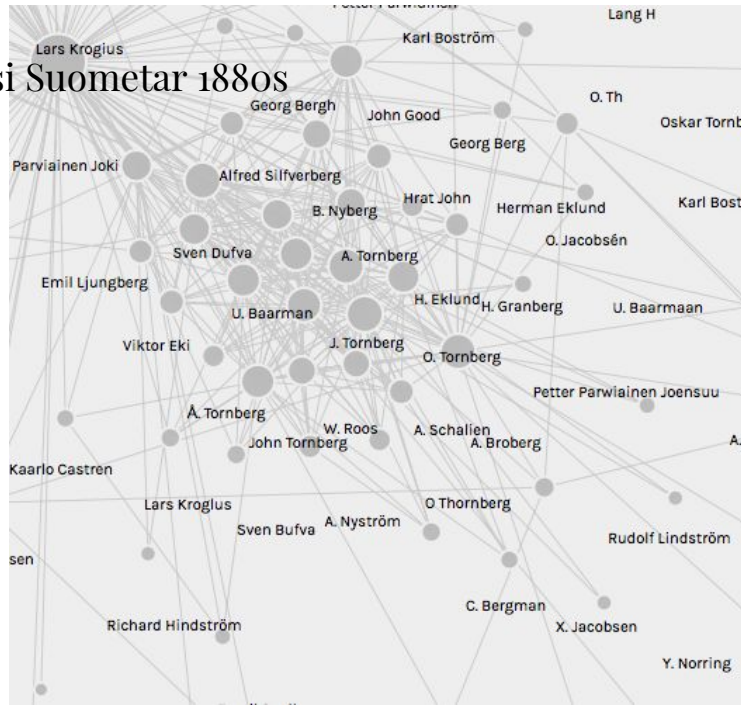 Lang H
Karl Boström
Lars Krogius
si Suometar 1880s
O. Th
Georg Bergh
John Good
Oskar Tornb
Georg Berg
Parviainen Joki
Alfred Silfverberg
Hrat John
Karl Bost
B. Nyberg
Herman Eklund
O. Jacobsén
Sven Dufva
A. Tornberg
Emil Ljungberg
H. Eklund
H. Granberg
U. Baarmaan
U. Baarman
Viktor Eki
J. Tornberg
O. Tornberg
Petter Parwiainen Joensuu
Å. Tornberg
W. Roos
A. Schalien
John Tornberg
A. Broberg
A.
Kaarlo Castren
Lars Kroglus
O Thornberg
A. Nyström
Sven Bufva
Rudolf Lindström
sen
C. Bergman
Richard Hindström
X. Jacobsen
Y. Norring